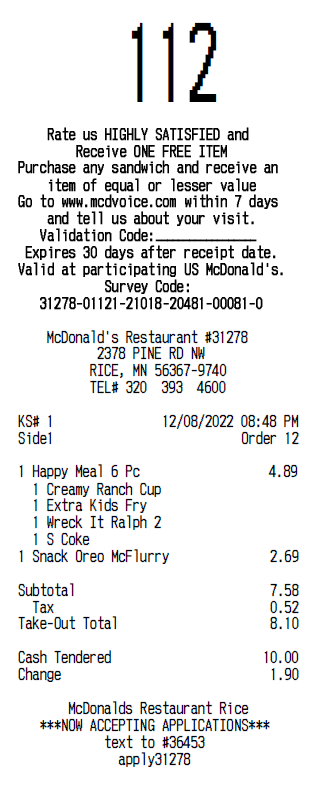 112
Rate us HIGHLY SATISFIED and
Receive ONE FREE ITEM
Purchase any sandwich and receive an
item of equal or lesser value
Go to www.mcdvoice.com within 7 days
and tell us about your visit.
Validation Code:_______________
Expires 30 days after receipt date.
Valid at participating US McDonald's.
Survey Code:
31278-01121-21018-20481-00081-0
McDonald's Restaurant #31278
2378 PINE RD NW
RICE, MN 56367-9740
TEL# 320 393 4600
KS# 1 12/08/2022 08:48 PM
Side1 Order 12
1 Happy Meal 6 Pc 4.89
1 Creamy Ranch Cup
1 Extra Kids Fry
1 Wreck It Ralph 2
1 S Coke
1 Snack Oreo McFlurry 2.69
Subtotal 7.58
Tax 0.52
Take-Out Total 8.10
Cash Tendered 10.00
Change 1.90
McDonalds Restaurant Rice
***NOW ACCEPTING APPLICATIONS***
text to #36453
apply31278